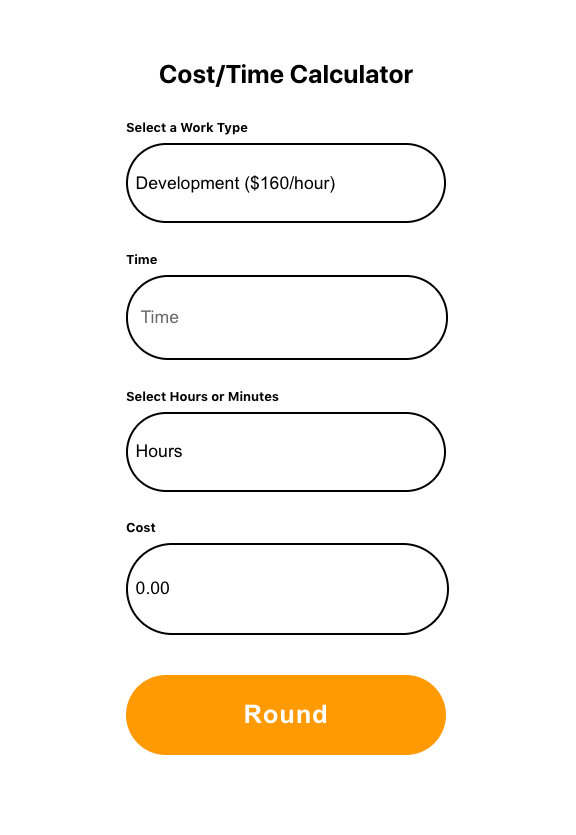 Cost/Time Calculator
Select a Work Type
Development ($160/hour)
Time
Time
Select Hours or Minutes
Hours
Cost
0.00
Round